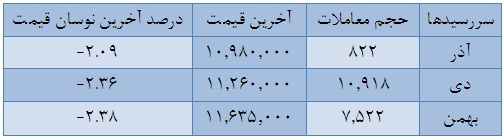 سررسیدها حجم معاملات آخرین قیمت درصد آخرین نوسان قیمت
آذر ۸۲۲ ۱۰,۹۸۰,۰۰۰ -۲.۰۹
دی ۱۰,۹۱۸ ۱۱,۲۶۰,۰۰۰ -۲.۳۶
بهمن ۷,۵۲۲ ۱۱,۶۳۵,۰۰۰ -۲.۳۸